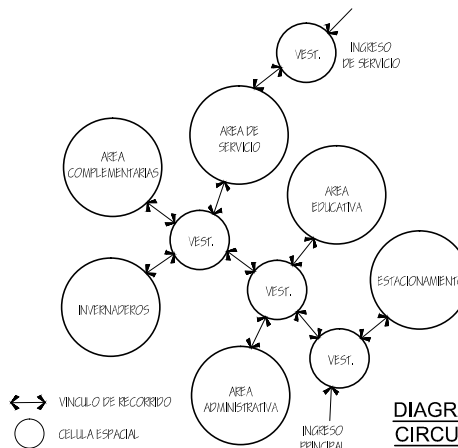 VEST.
INGRESO
DE SERVICIO
AREA DE
SERVICIO
AREA
COMPLEMENTARIAS
AREA
EDUCATIVA
VEST.
VEST.
ESTACIONAMIENTO
INVERNADEROS
VEST.
AREA
ADMINISTRATIVA
VINCULO DE RECORRIDO
CELULA ESPACIAL
INGRESO
DIAGR
CIRCU